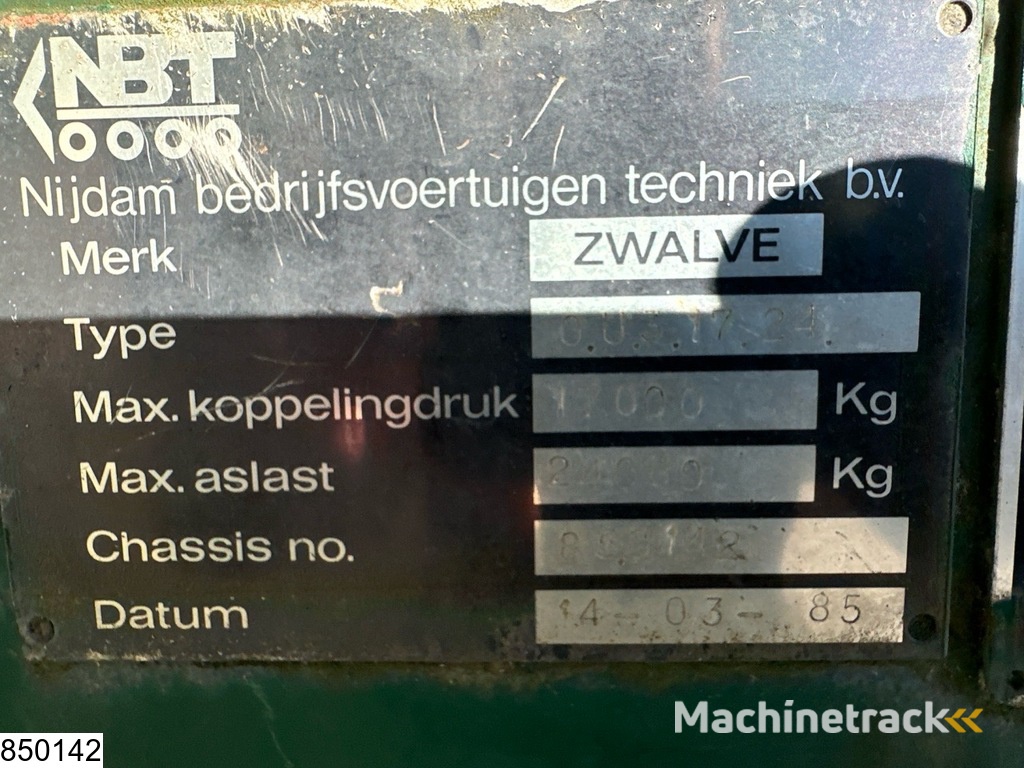 NBT
Nijdam bedrijfsvoertuigen techniek b.v.
Merk ZWALVE
Type
Max. koppelingdruk 17000 Kg
Max. aslast Kg
Chassis no.
Datum 14-03-85
Machinetrack
850142